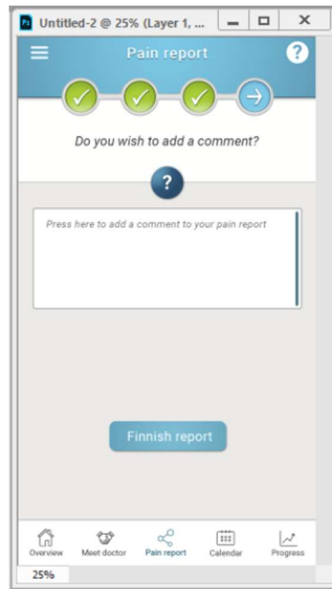 Untitled-2 @ 25% (Layer 1, ...
Pain report
?
Do you wish to add a comment?
?
Press here to add a comment to your pain report
Finnish report
Overview Meet doctor Pain report Calendar Progress
25%